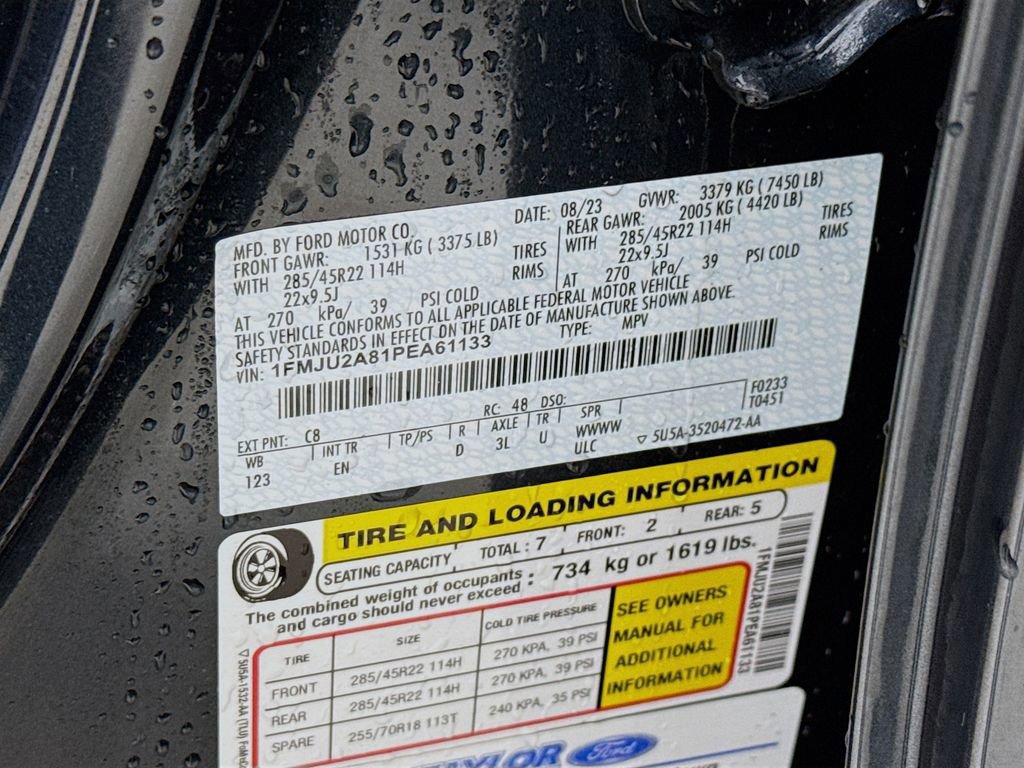 MFD. BY FORD MOTOR CO.
DATE: 08/23 GVWR: 3379 KG ( 7450 LB)
FRONT GAWR: 1531 KG ( 3375 LB)
WITH 285/45R22 114H TIRES
22x9.5J RIMS
AT 270 kPa/ 39 PSI COLD
REAR GAWR: 2005 KG ( 4420 LB)
WITH 285/45R22 114H TIRES
22x9.5J RIMS
AT 270 kPa/ 39 PSI COLD
THIS VEHICLE CONFORMS TO ALL APPLICABLE FEDERAL MOTOR VEHICLE
SAFETY STANDARDS IN EFFECT ON THE DATE OF MANUFACTURE SHOWN ABOVE.
VIN: 1FMJU2A81PEA61133 TYPE: MPV
EXT PNT: C8 RC: 48 DSO: F0233
T0451
WB INT TR TP/PS R AXLE TR SPR
123 EN D 3L U WWWW
ULC
▽ 5U5A-3520472-AA
TIRE AND LOADING INFORMATION
SEATING CAPACITY TOTAL : 7 FRONT: 2 REAR: 5
The combined weight of occupants
and cargo should never exceed : 734 kg or 1619 lbs.
TIRE SIZE COLD TIRE PRESSURE
FRONT 285/45R22 114H 270 KPA, 39 PSI
REAR 285/45R22 114H 270 KPA, 39 PSI
SPARE 255/70R18 113T 240 KPA, 35 PSI
SEE OWNERS
MANUAL FOR
ADDITIONAL
INFORMATION
1FMJU2A81PEA61133
▽ 5U5A-1532-AA (TLU)
TAYLOR Ford